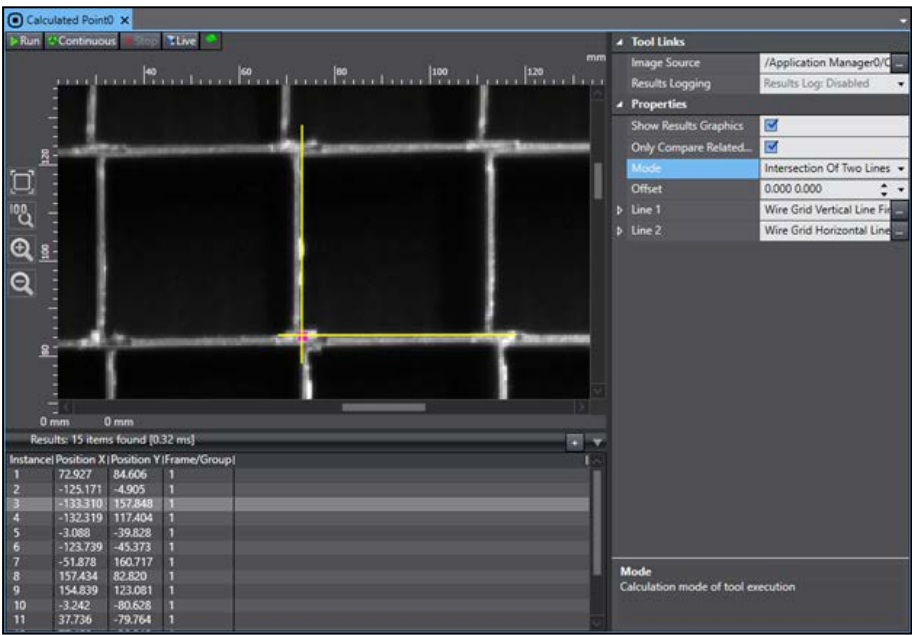 Calculated Point0 X
Run Continuous Stop Live
mm
40 60 80 100 120
120
100
80
0 mm 0 mm
Results: 15 items found [0.32 ms]
Instance Position X Position Y Frame/Group
1 72.927 84.606 1
2 -125.171 -4.905 1
3 -133.310 157.848 1
4 -132.319 117.404 1
5 -3.088 -39.828 1
6 -123.739 -45.373 1
7 -51.878 160.717 1
8 157.434 82.820 1
9 154.839 123.081 1
10 -3.242 -80.628 1
11 37.736 -79.764 1
Tool Links
Image Source /Application Manager0/C ...
Results Logging Results Log: Disabled
Properties
Show Results Graphics
Only Compare Related...
Mode Intersection Of Two Lines
Offset 0.000 0.000
Line 1 Wire Grid Vertical Line Fir ...
Line 2 Wire Grid Horizontal Line ...
Mode
Calculation mode of tool execution